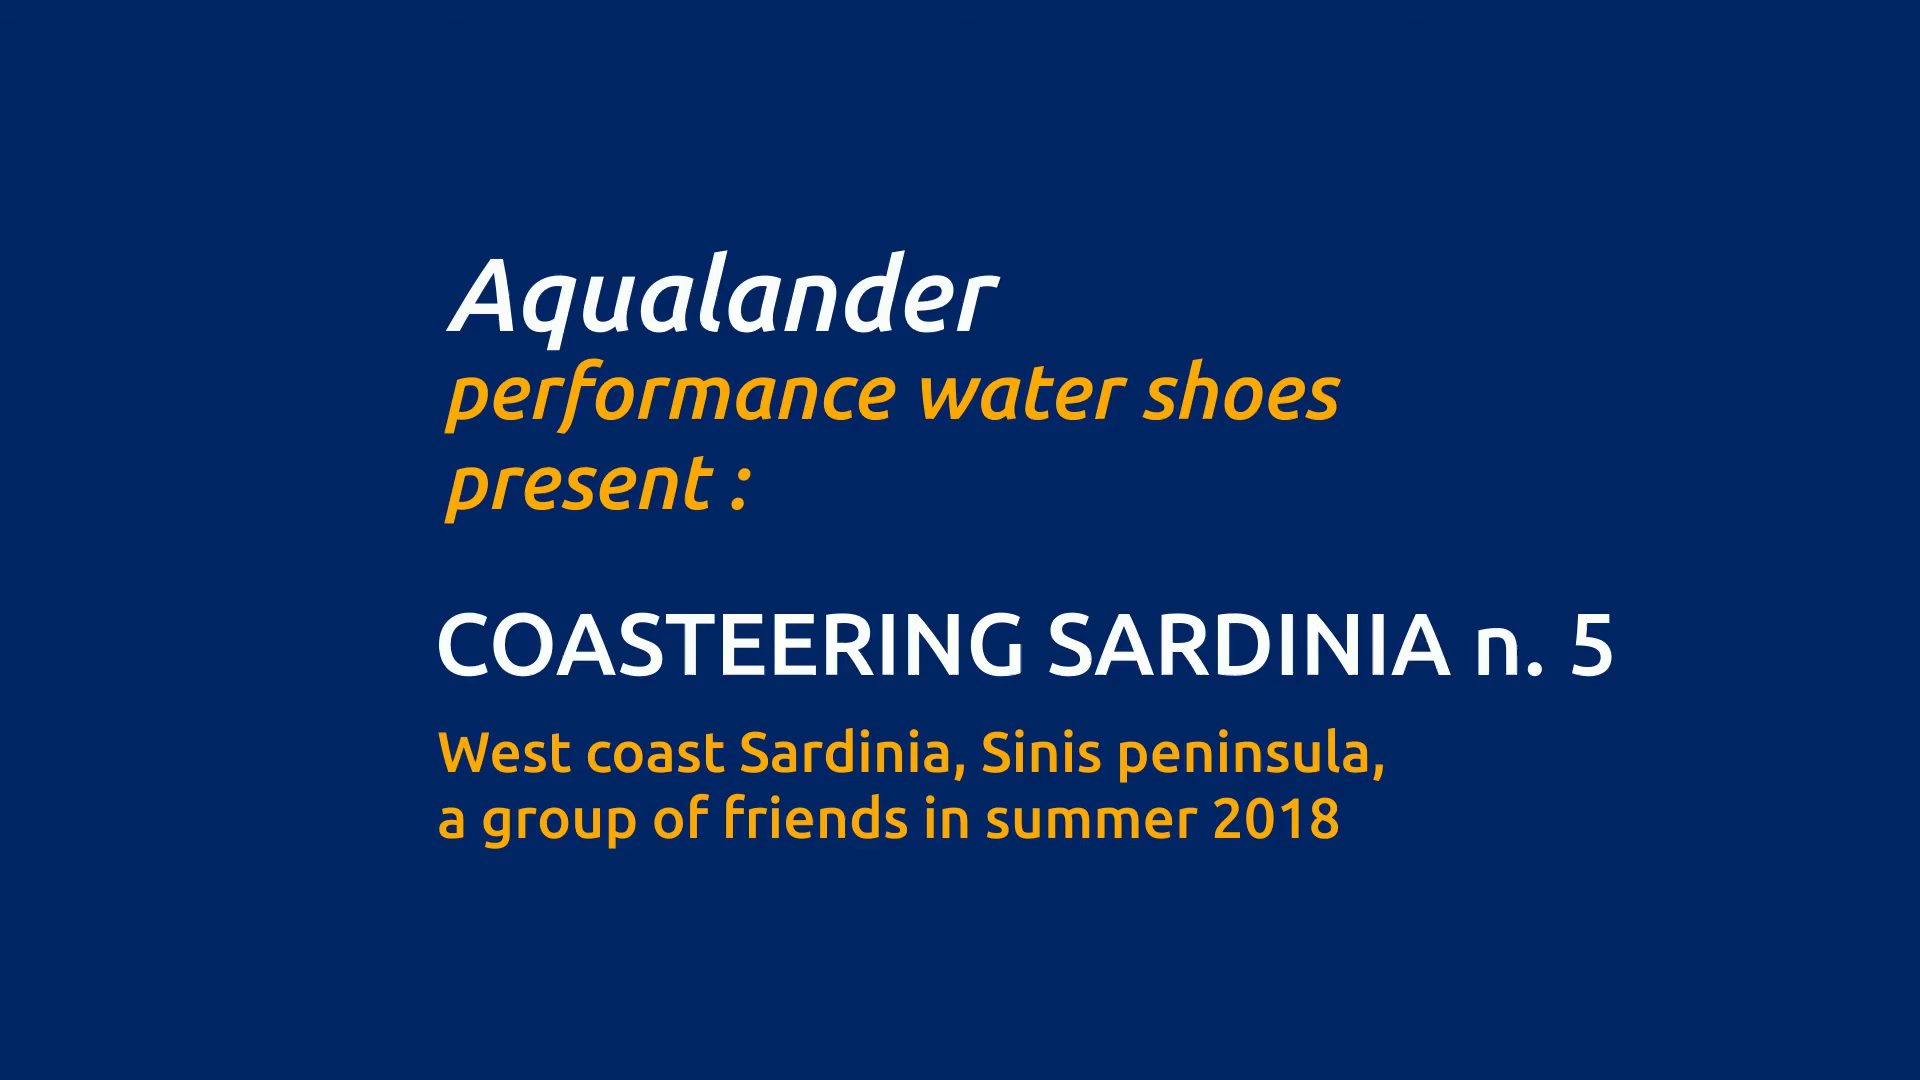 Aqualander
performance water shoes
present :
COASTEERING SARDINIA n. 5
West coast Sardinia, Sinis peninsula,
a group of friends in summer 2018